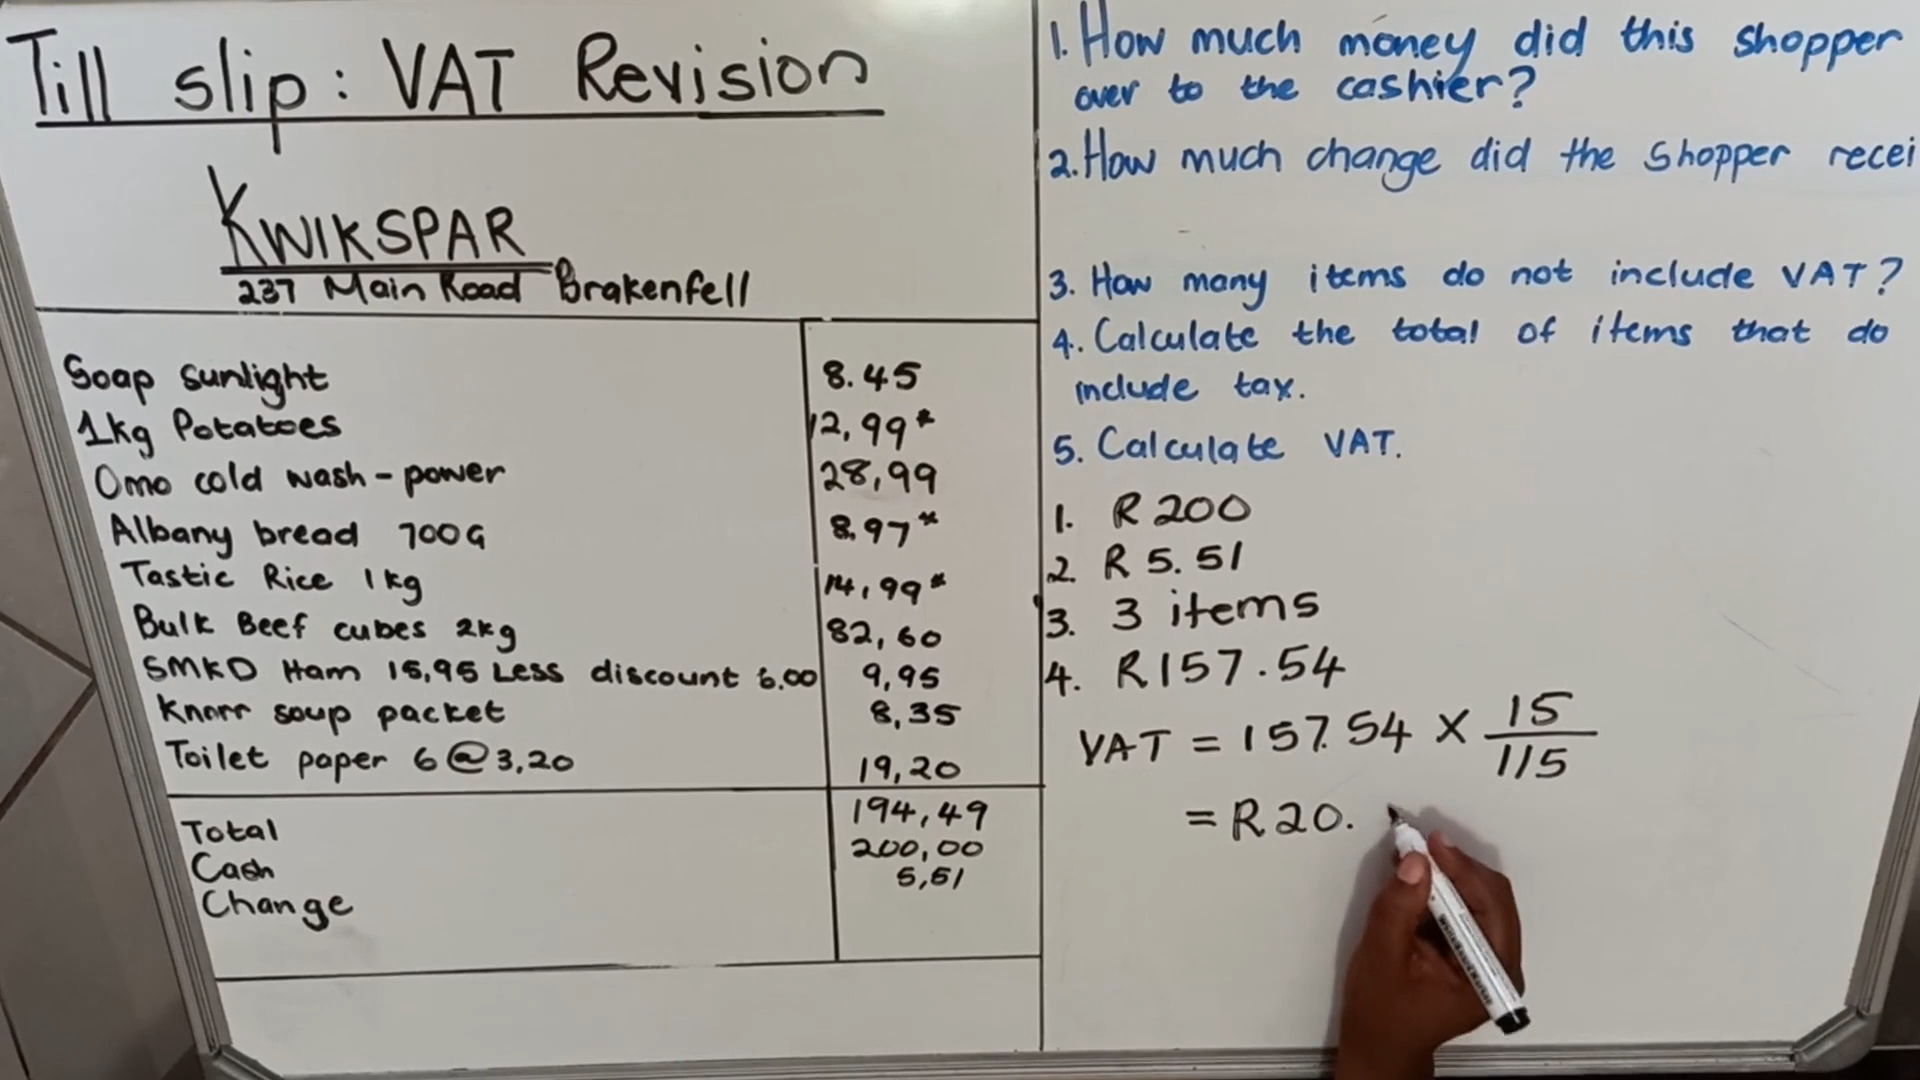 Till slip: VAT Revision
KWIKSPAR
237 Main Road Brakenfell
Soap sunlight 8.45
1kg Potatoes 12,99*
Omo cold wash-power 28,99
Albany bread 700G 8.97*
Tastic Rice 1kg 14,99*
Bulk Beef cubes 2kg 82,60
SMKD Ham 15,95 Less discount 6.00 9,95
Knorr soup packet 8,35
Toilet paper 6@3,20 19,20
Total 194,49
Cash 200,00
Change 5,51
1. How much money did this shopper
over to the cashier?
2. How much change did the shopper recei
3. How many items do not include VAT?
4. Calculate the total of items that do
include tax.
5. Calculate VAT.
1. R200
2. R5.51
3. 3 items
4. R157.54
VAT = 157.54 × 15/115
= R20.